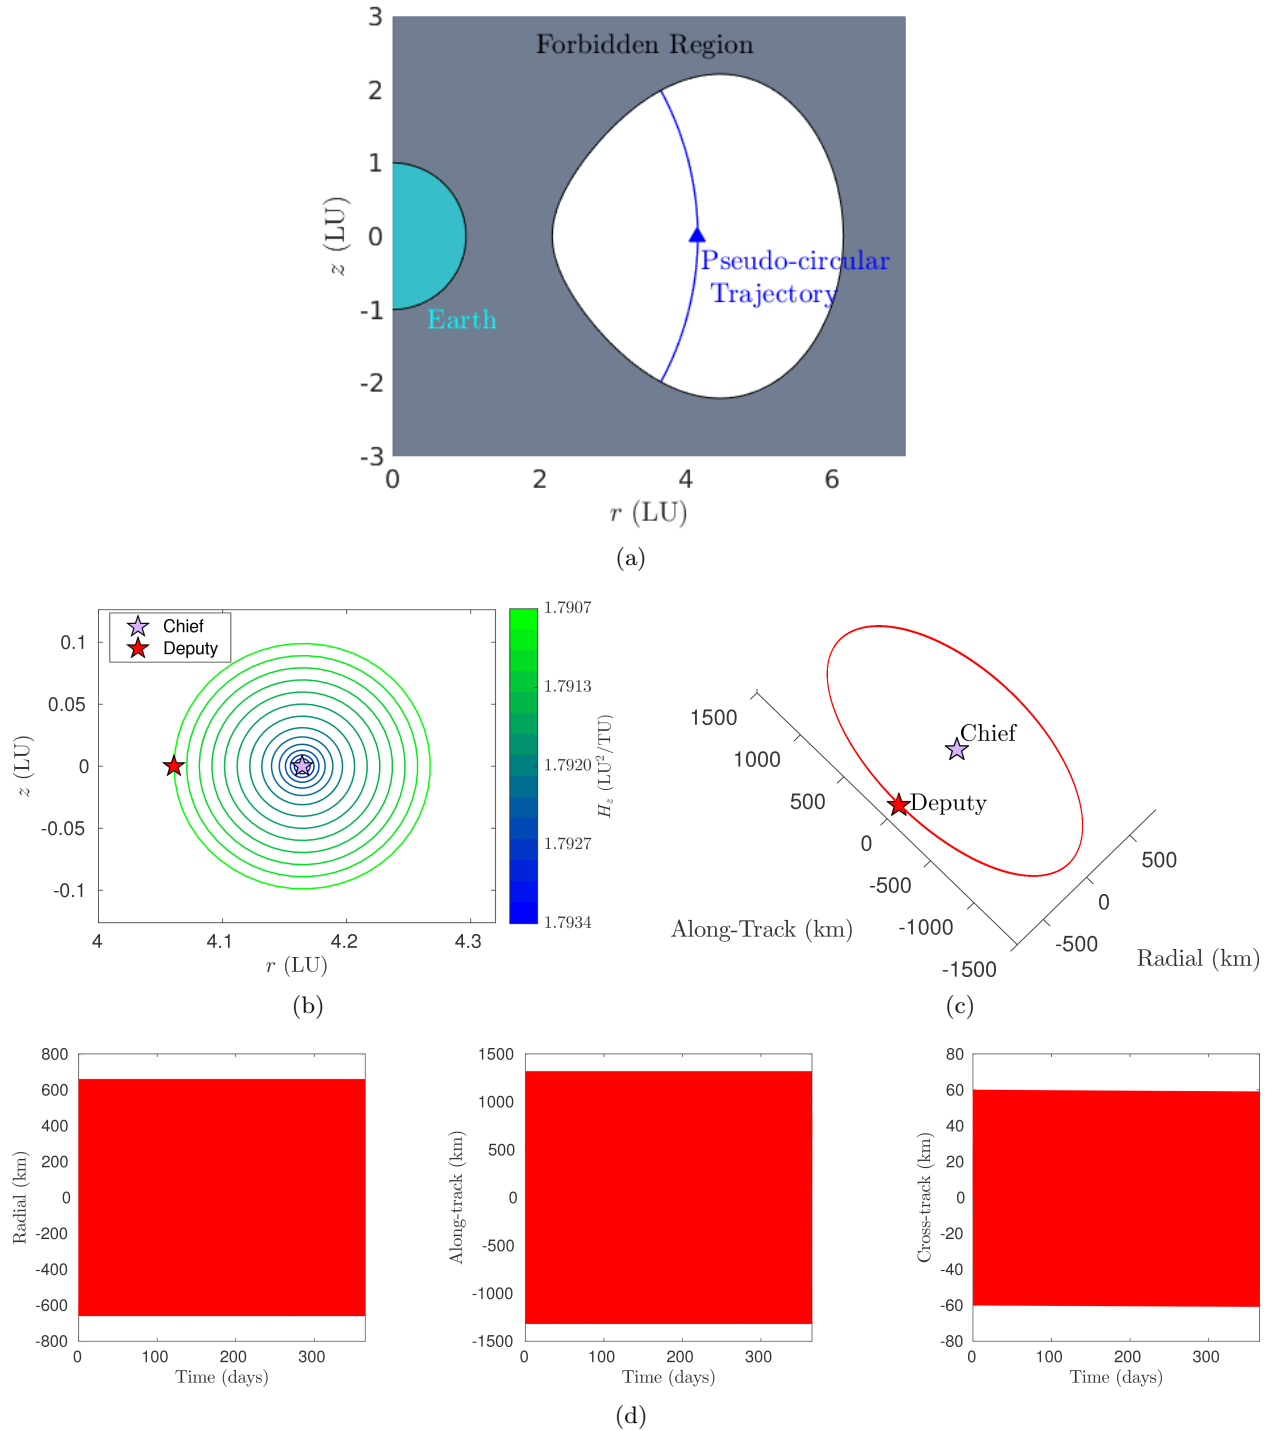 3
2
1
0
-1
-2
-3
z (LU)
Forbidden Region
Pseudo-circular
Trajectory
Earth
0 2 4 6
r (LU)
(a)
Chief
Deputy
0.1
0.05
0
-0.05
-0.1
z (LU)
4 4.1 4.2 4.3
r (LU)
1.7907
1.7913
1.7920
1.7927
1.7934
H_z (LU²/TU)
(b)
Chief
Deputy
1500
1000
500
0
-500
-1000
-1500
Along-Track (km)
500
0
-500
Radial (km)
(c)
800
600
400
200
0
-200
-400
-600
-800
Radial (km)
0 100 200 300
Time (days)
1500
1000
500
0
-500
-1000
-1500
Along-track (km)
0 100 200 300
Time (days)
80
60
40
20
0
-20
-40
-60
-80
Cross-track (km)
0 100 200 300
Time (days)
(d)